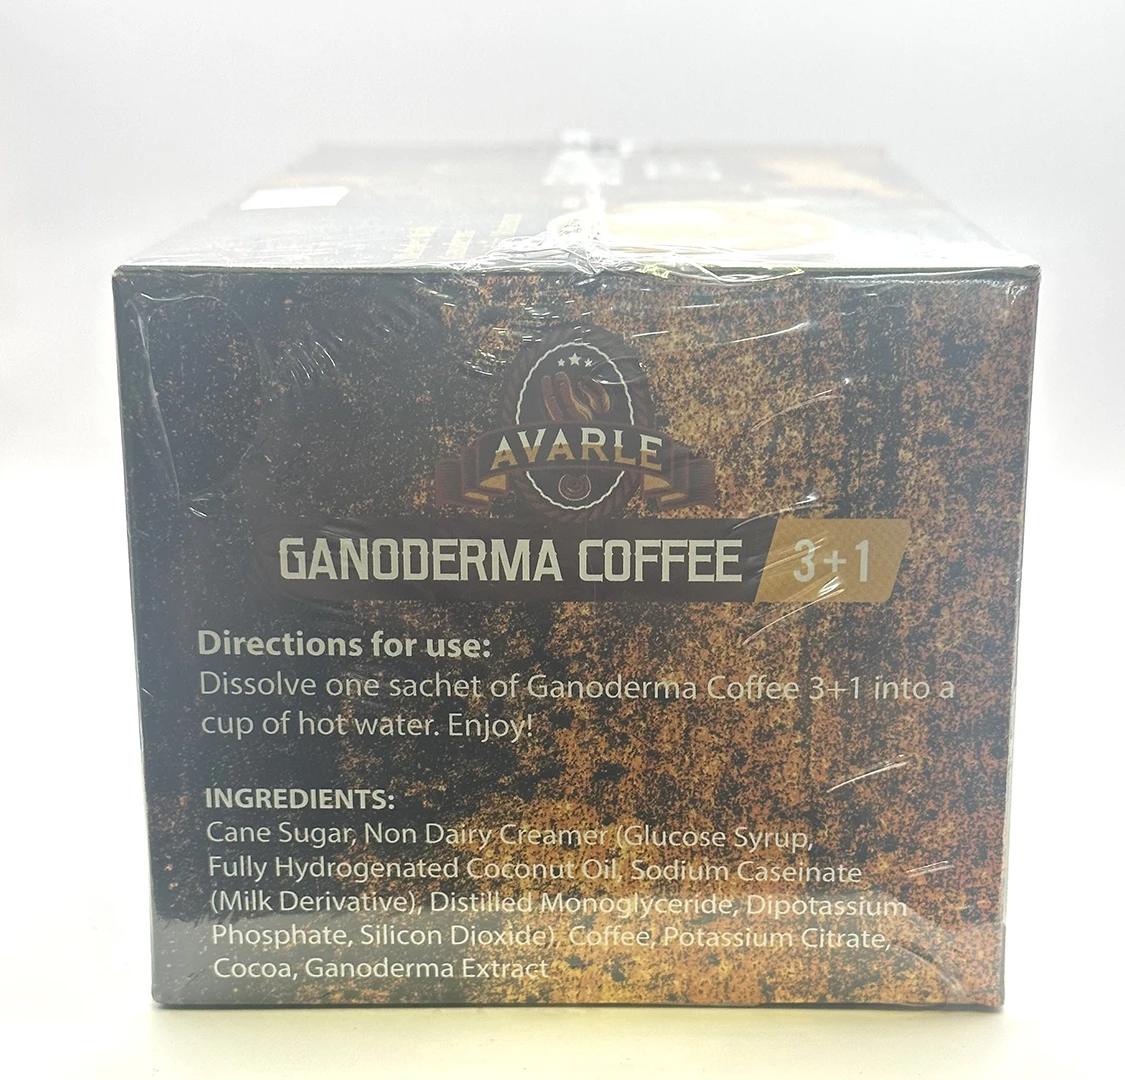 AVARLE
GANODERMA COFFEE 3+1
Directions for use:
Dissolve one sachet of Ganoderma Coffee 3+1 into a
cup of hot water. Enjoy!
INGREDIENTS:
Cane Sugar, Non Dairy Creamer (Glucose Syrup,
Fully Hydrogenated Coconut Oil, Sodium Caseinate
(Milk Derivative), Distilled Monoglyceride, Dipotassium
Phosphate, Silicon Dioxide), Coffee, Potassium Citrate,
Cocoa, Ganoderma Extract